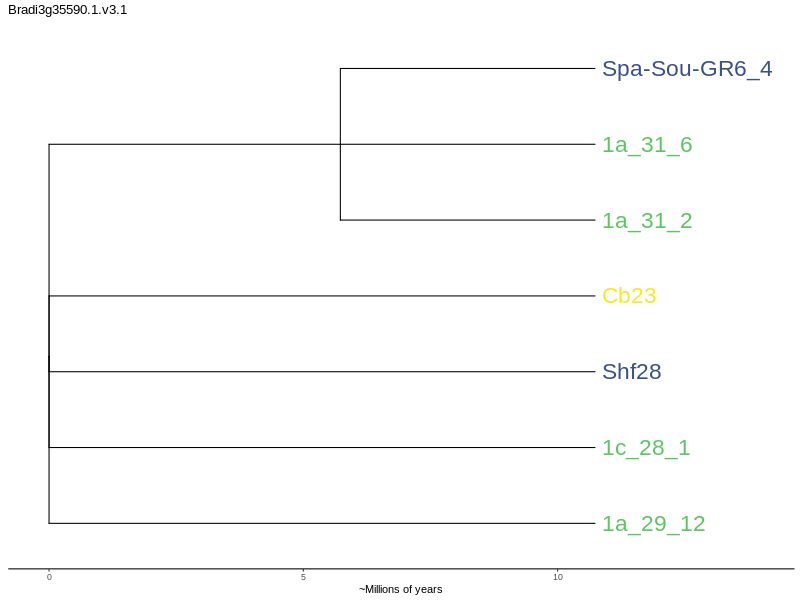 Bradi3g35590.1.v3.1
Spa-Sou-GR6_4
1a_31_6
1a_31_2
Cb23
Shf28
1c_28_1
1a_29_12
0 5 10
~Millions of years